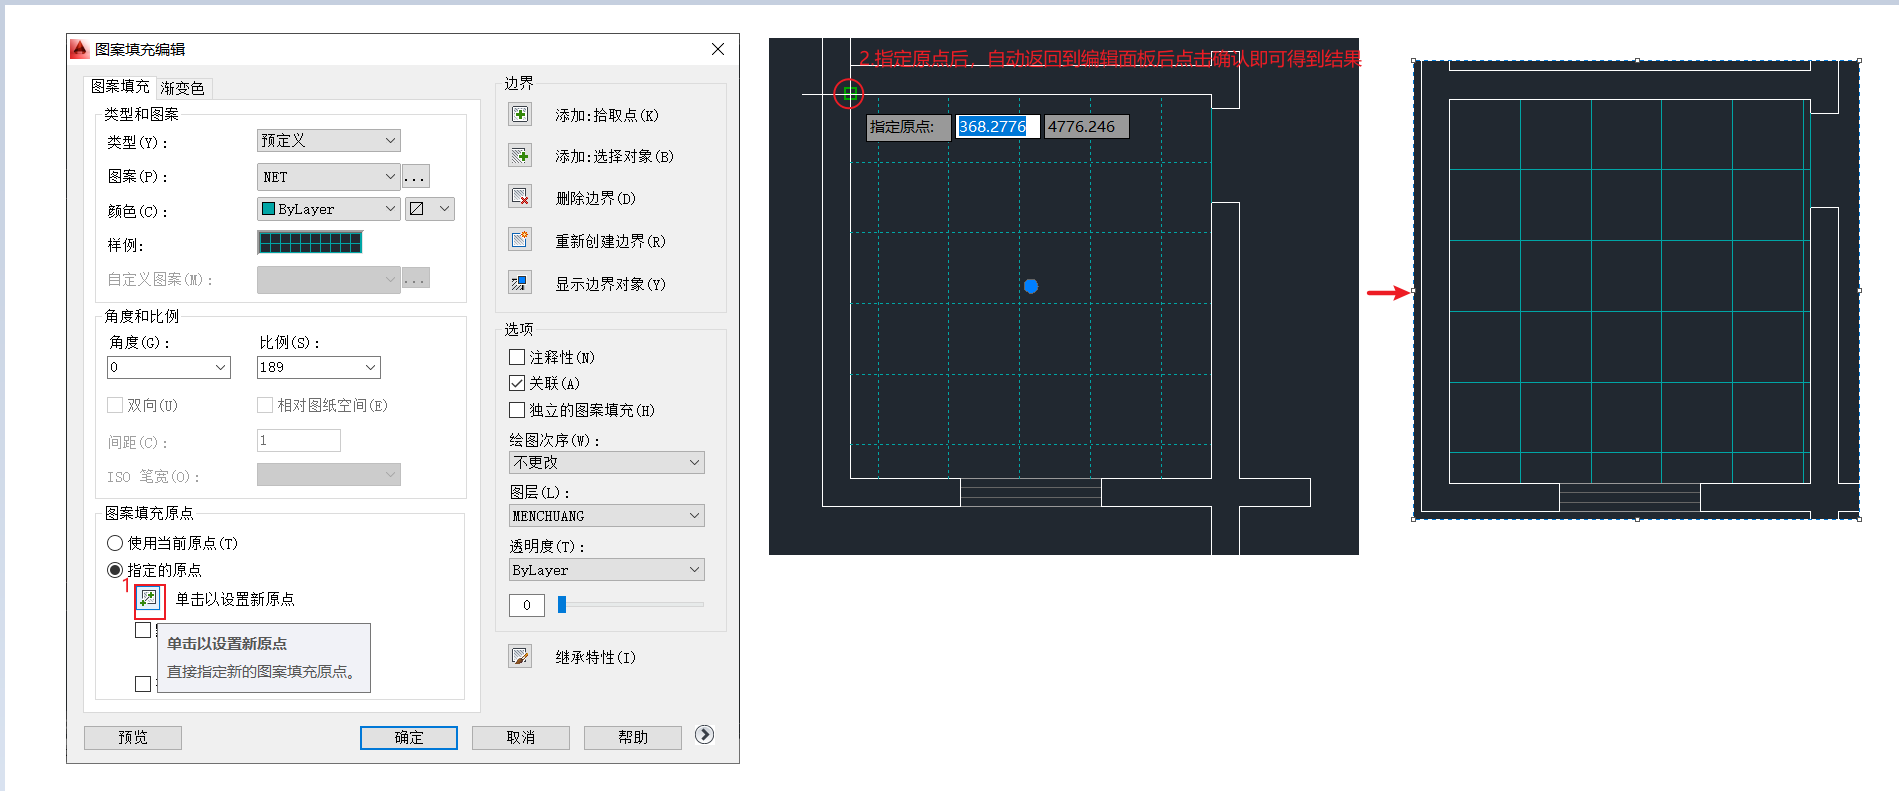 图案填充编辑
图案填充
渐变色
类型和图案
类型(Y):
预定义
图案(P):
NET
...
颜色(C):
ByLayer
样例:
自定义图案(M):
...
角度和比例
角度(G):
比例(S):
0
189
双向(U)
相对图纸空间(E)
间距(C):
1
ISO 笔宽(O):
图案填充原点
使用当前原点(T)
指定的原点
1
单击以设置新原点
单击以设置新原点
直接指定新的图案填充原点。
边界
添加:拾取点(K)
添加:选择对象(B)
删除边界(D)
重新创建边界(R)
显示边界对象(Y)
选项
注释性(N)
关联(A)
独立的图案填充(H)
绘图次序(W):
不更改
图层(L):
MENCHUANG
透明度(T):
ByLayer
0
继承特性(I)
预览
确定
取消
帮助
2.指定原点后，自动返回到编辑面板后点击确认即可得到结果
指定原点:
368.2776
4776.246